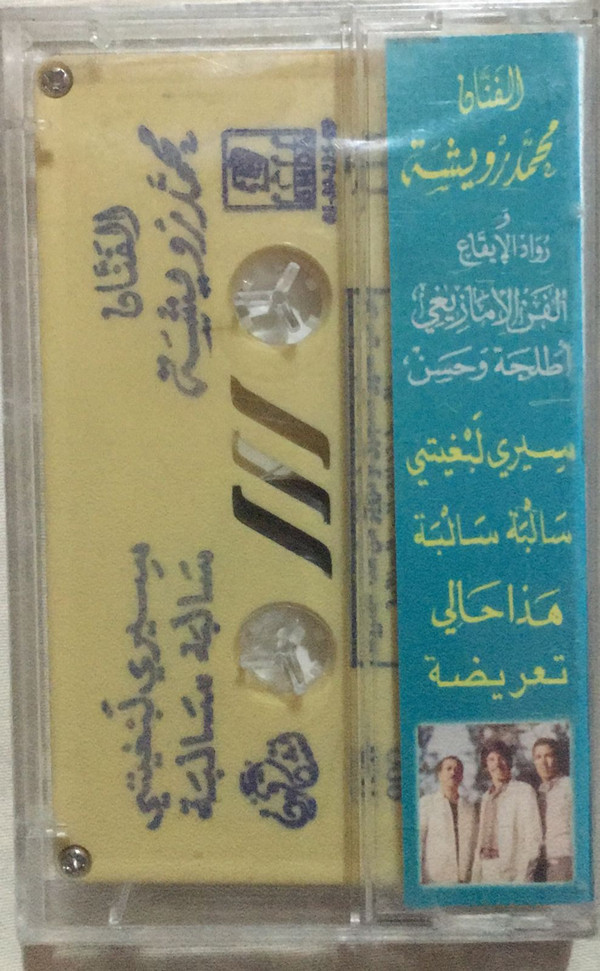 الفنان
محمد رويشة
و
رواد الإيقاع
الفن الأمازيغي
اطلحة وحسن
سيري لبغيتي
سالبة سالبة
هذا حالي
تعريضة
الفنان
محمد رويشة
سيري لبغيتي
سالبة سالبة